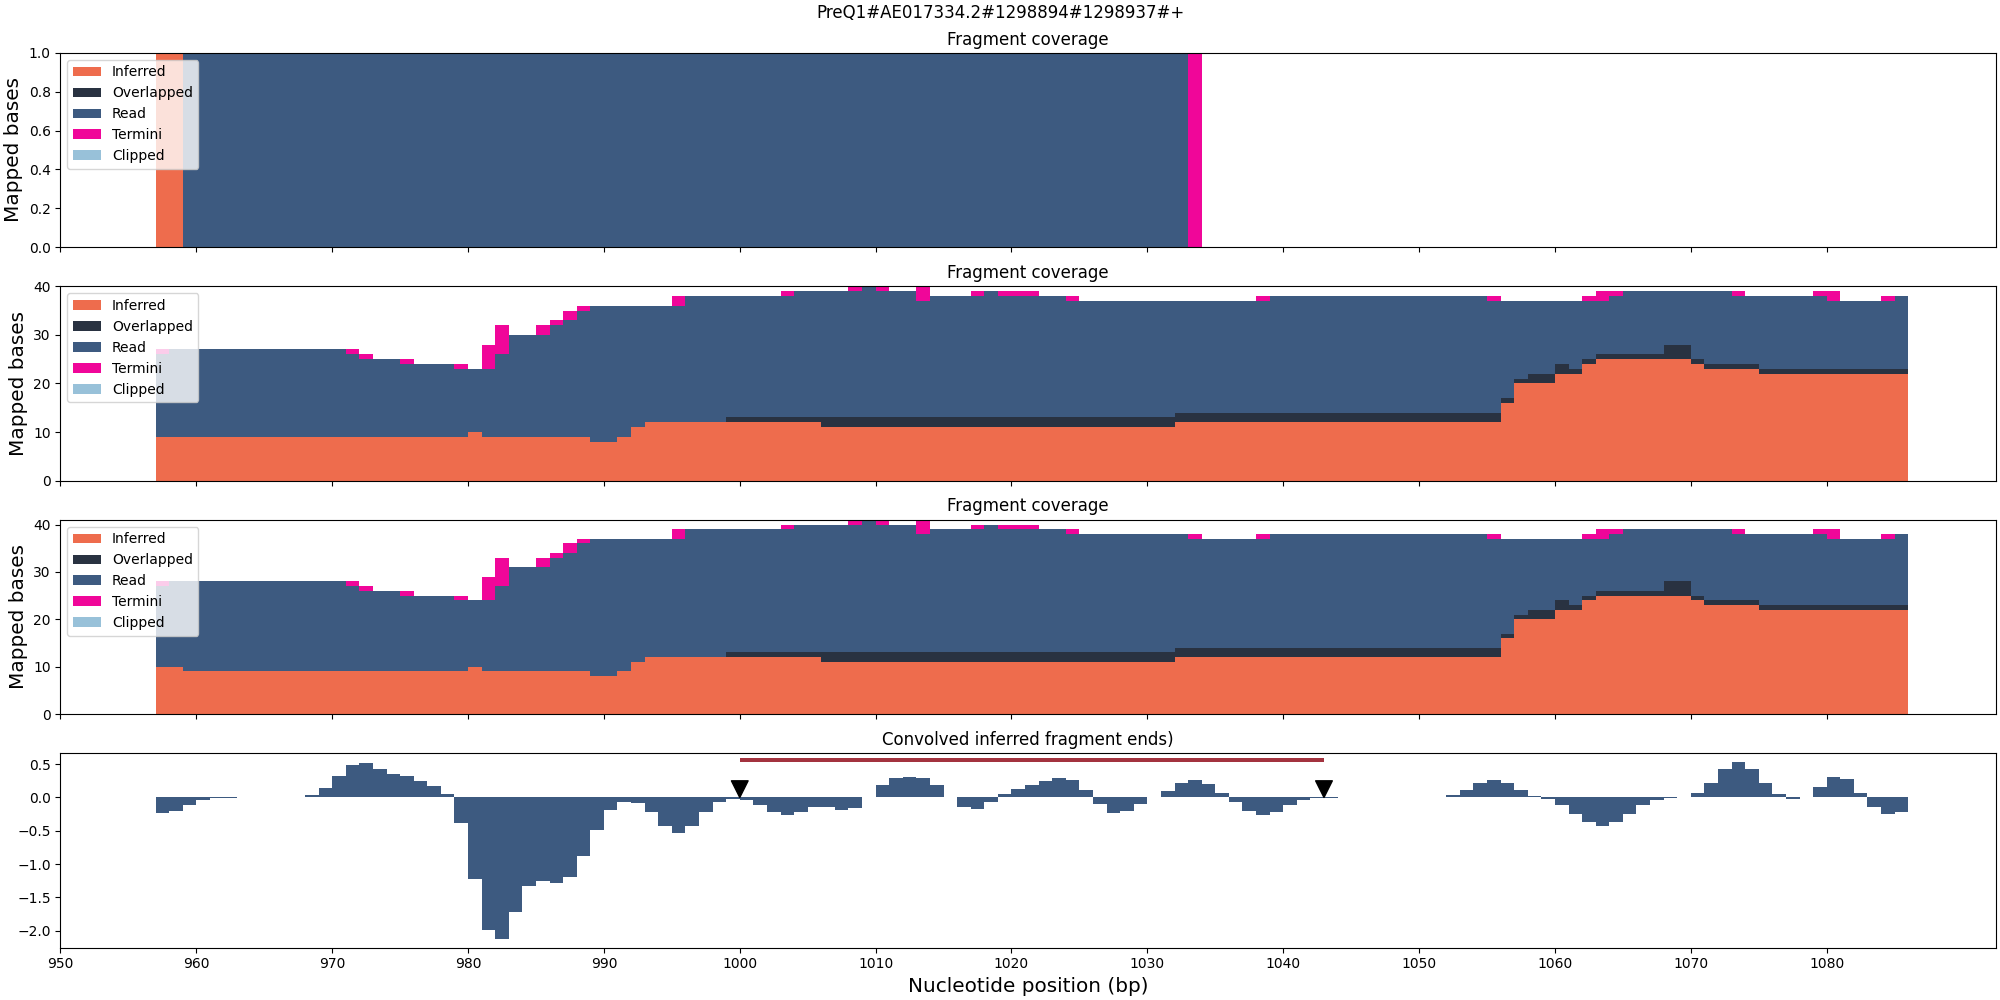 PreQ1#AE017334.2#1298894#1298937#+
Fragment coverage
Mapped bases
1.0
0.8
0.6
0.4
0.2
0.0
Inferred
Overlapped
Read
Termini
Clipped
Fragment coverage
Mapped bases
40
30
20
10
0
Inferred
Overlapped
Read
Termini
Clipped
Fragment coverage
Mapped bases
40
30
20
10
0
Inferred
Overlapped
Read
Termini
Clipped
Convolved inferred fragment ends)
0.5
0.0
−0.5
−1.0
−1.5
−2.0
950 960 970 980 990 1000 1010 1020 1030 1040 1050 1060 1070 1080
Nucleotide position (bp)